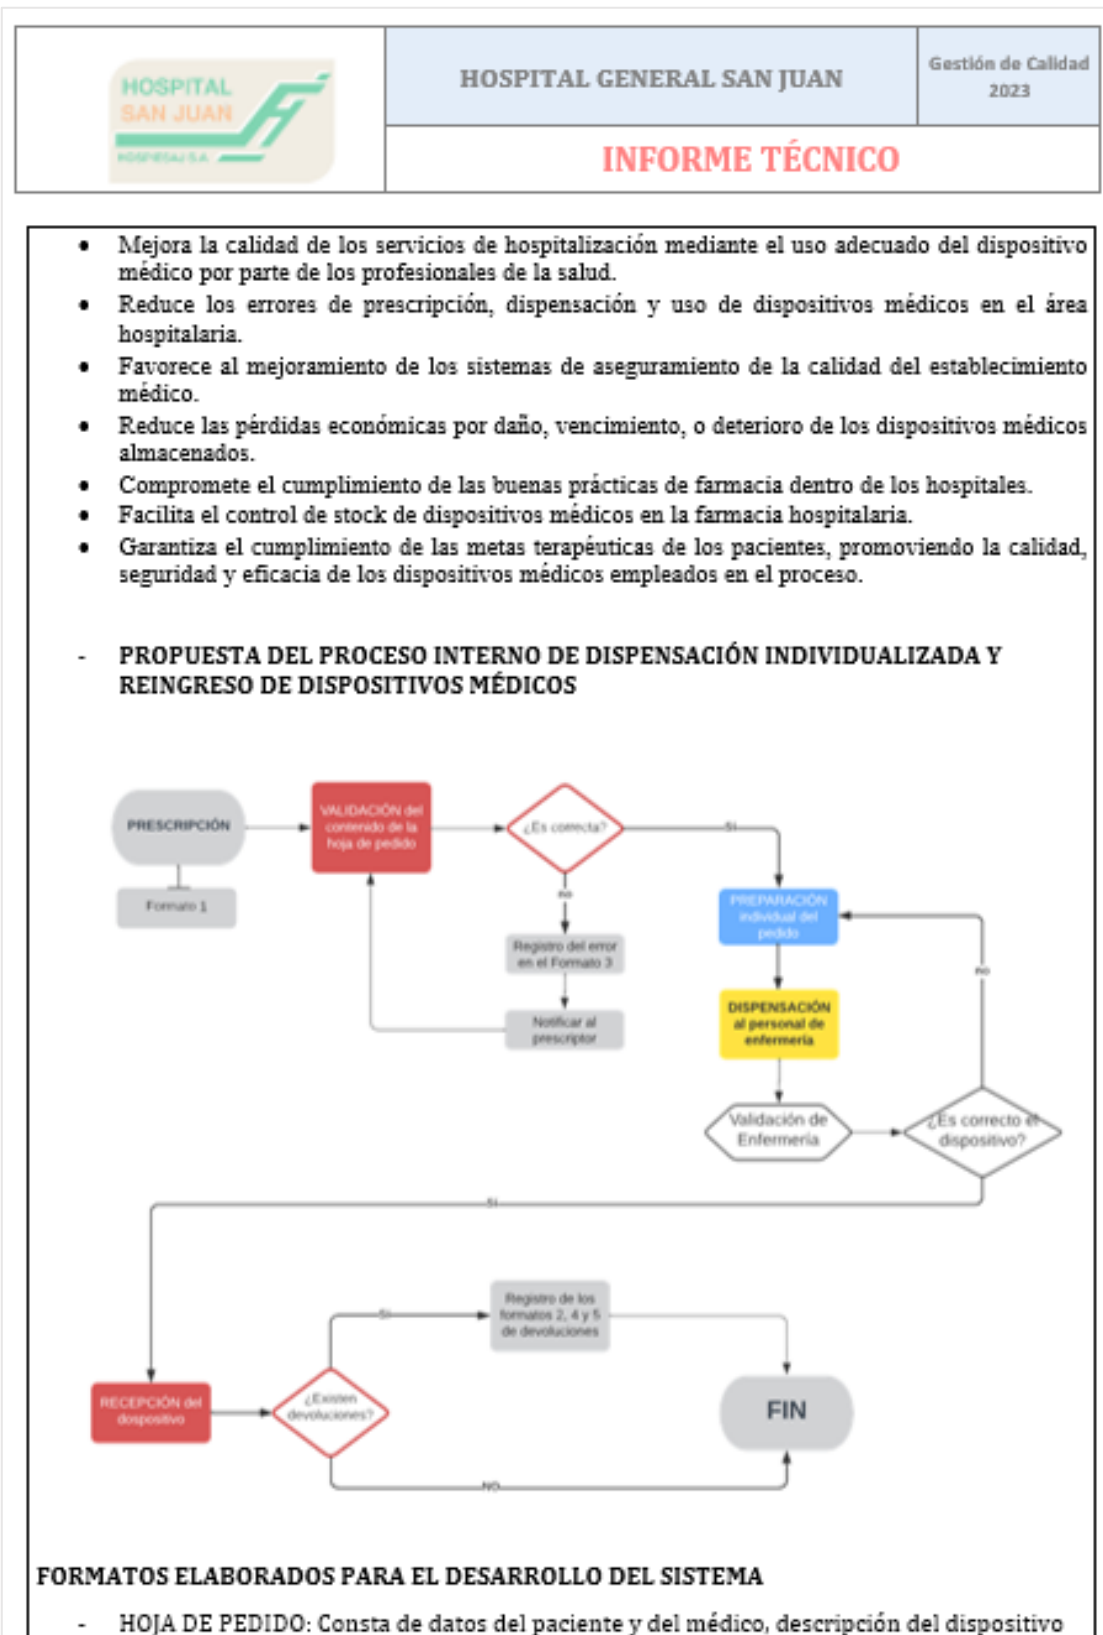 HOSPITAL
SAN JUAN
HOSPIESAJ S.A.
HOSPITAL GENERAL SAN JUAN
Gestión de Calidad
2023
INFORME TÉCNICO
• Mejora la calidad de los servicios de hospitalización mediante el uso adecuado del dispositivo
médico por parte de los profesionales de la salud.
• Reduce los errores de prescripción, dispensación y uso de dispositivos médicos en el área
hospitalaria.
• Favorece al mejoramiento de los sistemas de aseguramiento de la calidad del establecimiento
médico.
• Reduce las pérdidas económicas por daño, vencimiento, o deterioro de los dispositivos médicos
almacenados.
• Compromete el cumplimiento de las buenas prácticas de farmacia dentro de los hospitales.
• Facilita el control de stock de dispositivos médicos en la farmacia hospitalaria.
• Garantiza el cumplimiento de las metas terapéuticas de los pacientes, promoviendo la calidad,
seguridad y eficacia de los dispositivos médicos empleados en el proceso.
- PROPUESTA DEL PROCESO INTERNO DE DISPENSACIÓN INDIVIDUALIZADA Y
REINGRESO DE DISPOSITIVOS MÉDICOS
PRESCRIPCIÓN
Formato 1
VALIDACIÓN del
contenido de la
hoja de pedido
¿Es correcta?
SI
no
Registro del error
en el Formato 3
Notificar al
prescriptor
PREPARACIÓN
individual del
pedido
DISPENSACIÓN
al personal de
enfermería
Validación de
Enfermería
¿Es correcto el
dispositivo?
no
SI
RECEPCIÓN del
dospositivo
¿Existen
devoluciones?
SI
Registro de los
formatos 2, 4 y 5
de devoluciones
NO
FIN
FORMATOS ELABORADOS PARA EL DESARROLLO DEL SISTEMA
- HOJA DE PEDIDO: Consta de datos del paciente y del médico, descripción del dispositivo